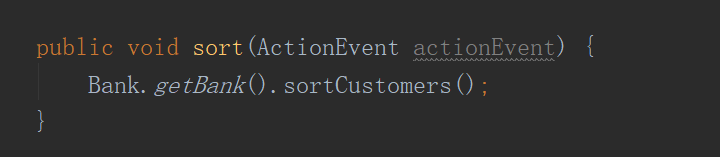 public void sort(ActionEvent actionEvent) {
    Bank.getBank().sortCustomers();
}